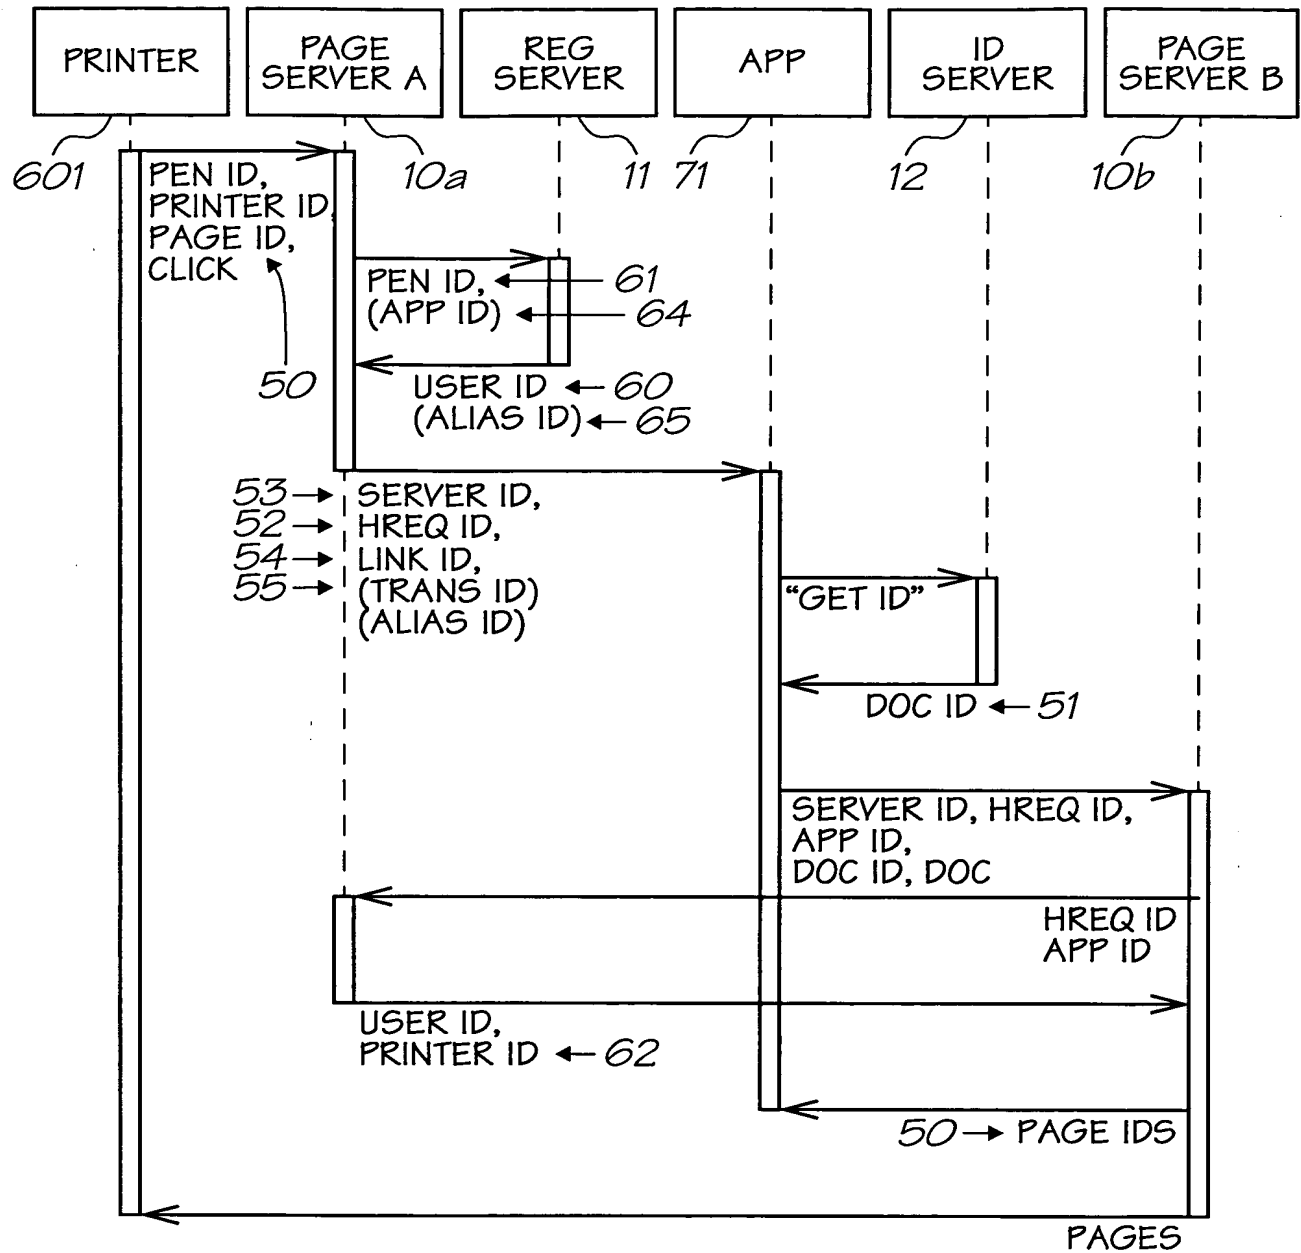 PRINTER
PAGE
SERVER A
REG
SERVER
APP
ID
SERVER
PAGE
SERVER B
601
10a
11
71
12
10b
PEN ID,
PRINTER ID
PAGE ID,
CLICK
50
PEN ID,
61
(APP ID)
64
USER ID
60
(ALIAS ID)
65
53
SERVER ID,
52
HREQ ID,
54
LINK ID,
55
(TRANS ID)
(ALIAS ID)
"GET ID"
DOC ID
51
SERVER ID, HREQ ID,
APP ID,
DOC ID, DOC
HREQ ID
APP ID
USER ID,
PRINTER ID
62
50
PAGE IDS
PAGES